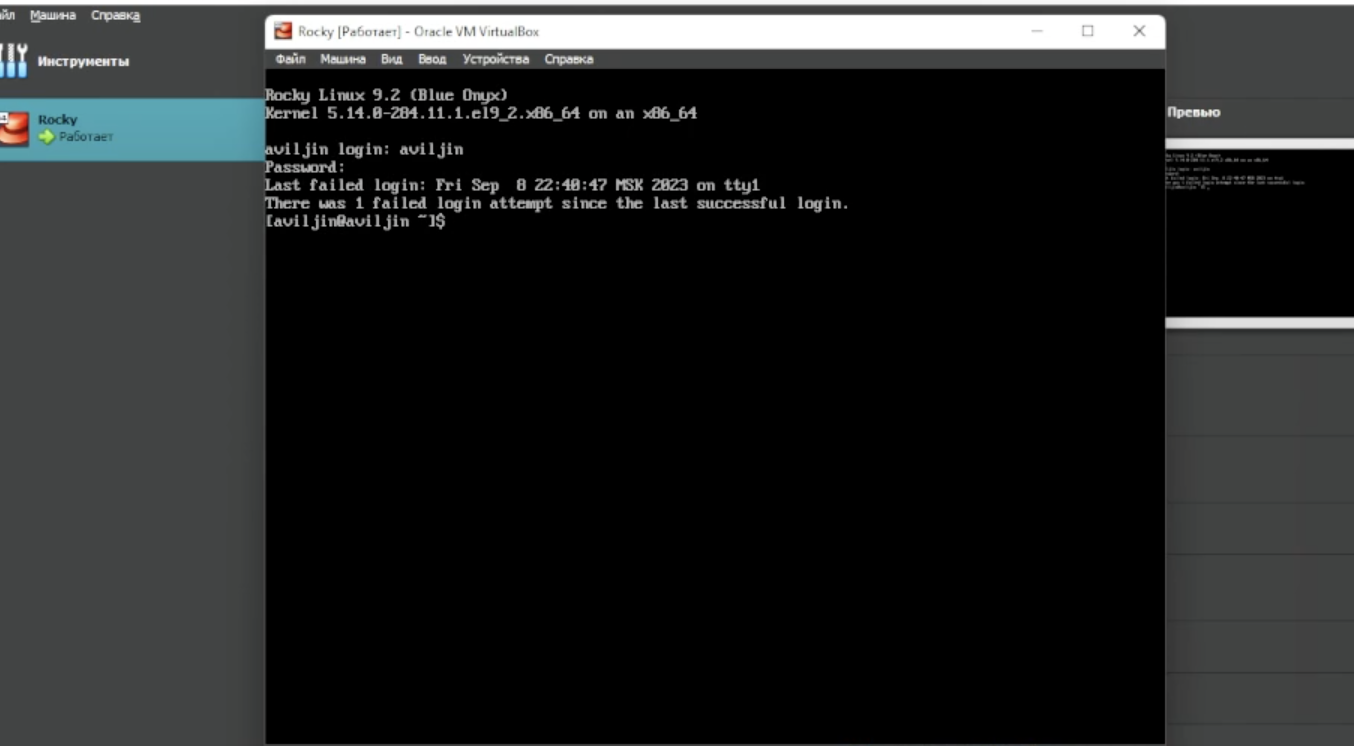 Машина Справка
Инструменты
Rocky
Работает
Rocky [Работает] - Oracle VM VirtualBox
Файл Машина Вид Ввод Устройства Справка
Rocky Linux 9.2 (Blue Onyx)
Kernel 5.14.0-284.11.1.el9_2.x86_64 on an x86_64
aviljin login: aviljin
Password:
Last failed login: Fri Sep  8 22:40:47 MSK 2023 on tty1
There was 1 failed login attempt since the last successful login.
[aviljin@aviljin ~]$
Превью